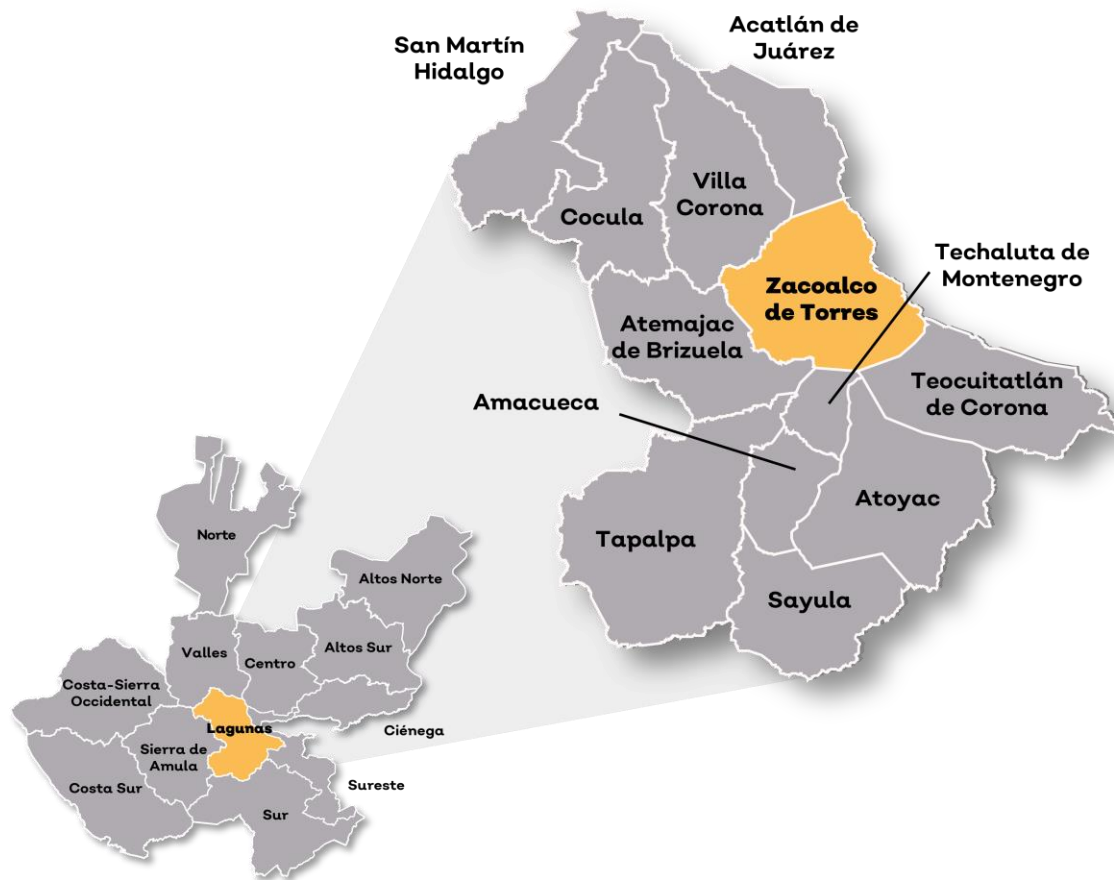 San Martín
Hidalgo
Acatlán de
Juárez
Villa
Corona
Cocula
Techaluta de
Montenegro
Zacoalco
de Torres
Atemajac
de Brizuela
Teocuitatlán
de Corona
Amacueca
Atoyac
Tapalpa
Sayula
Norte
Altos Norte
Valles
Centro
Altos Sur
Costa-Sierra
Occidental
Lagunas
Ciénega
Sierra de
Amula
Costa Sur
Sureste
Sur